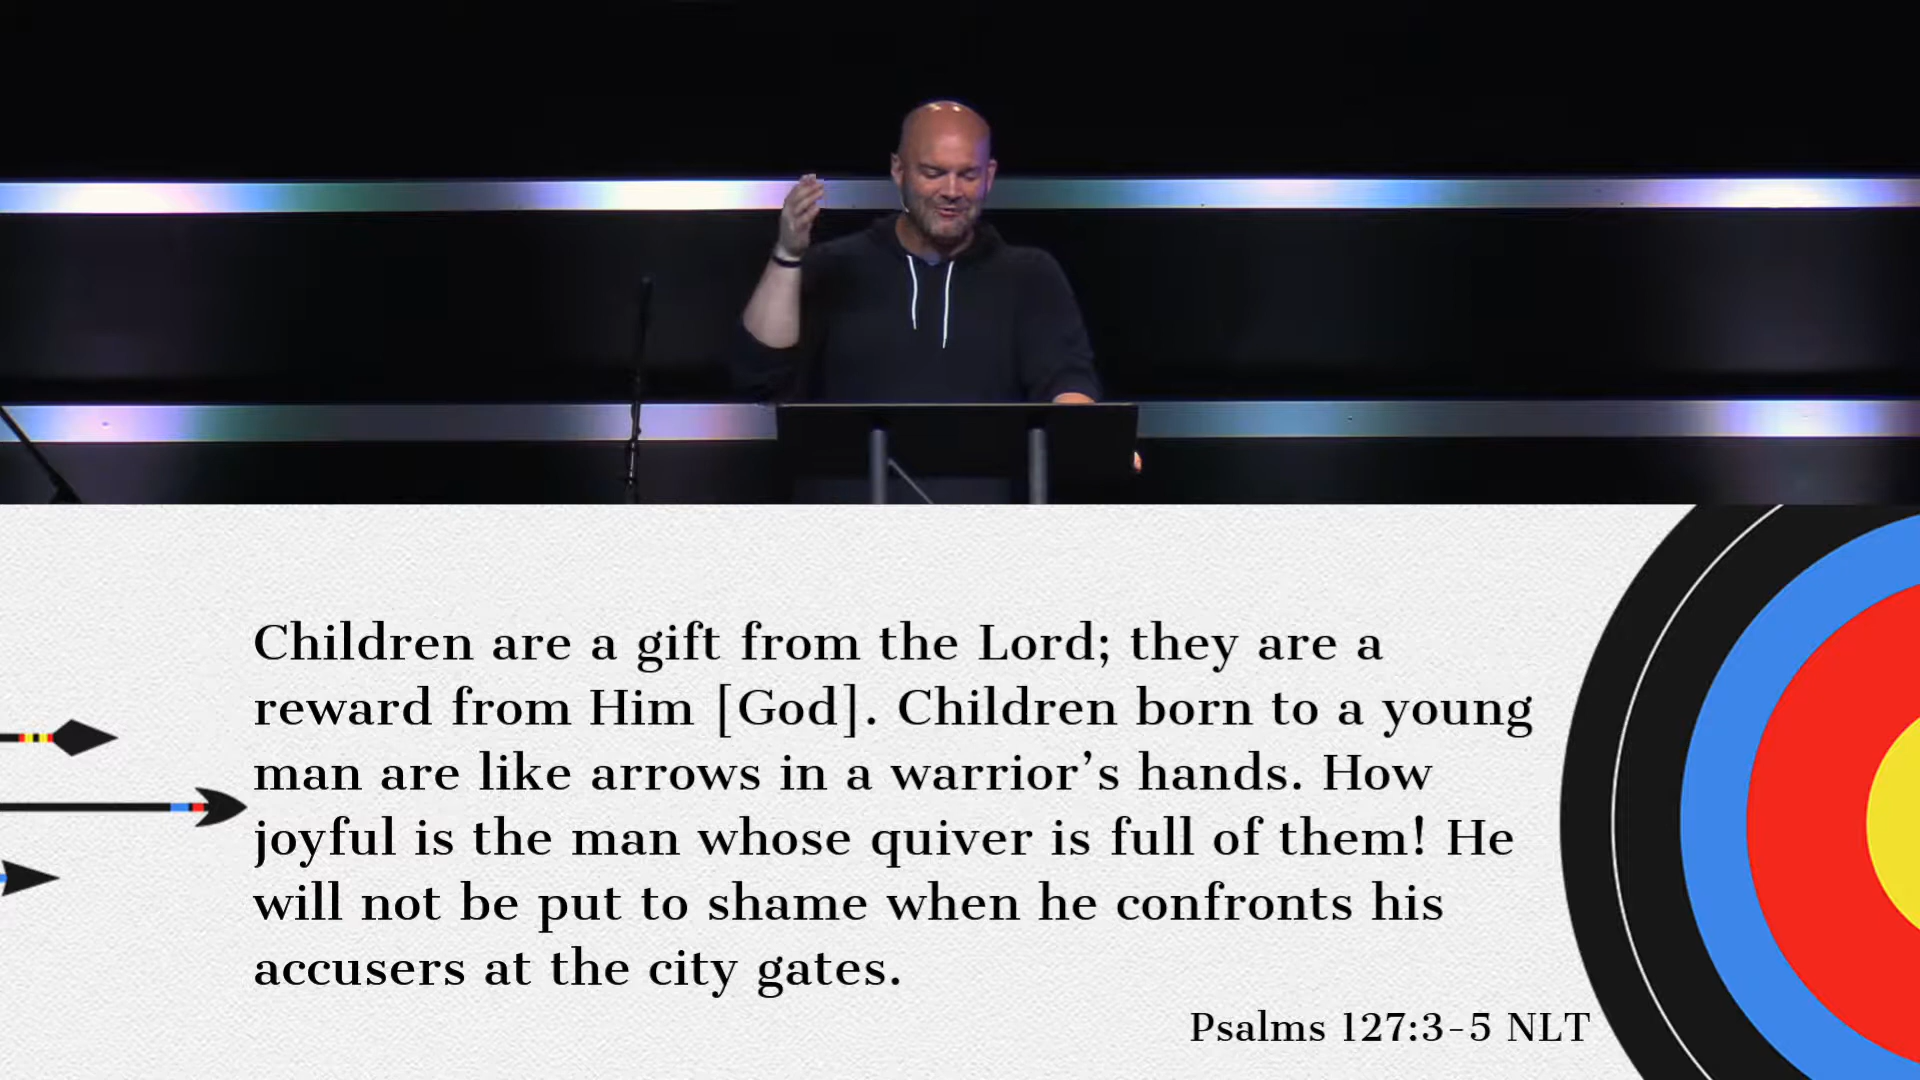 Children are a gift from the Lord; they are a
reward from Him [God]. Children born to a young
man are like arrows in a warrior’s hands. How
joyful is the man whose quiver is full of them! He
will not be put to shame when he confronts his
accusers at the city gates.
Psalms 127:3-5 NLT